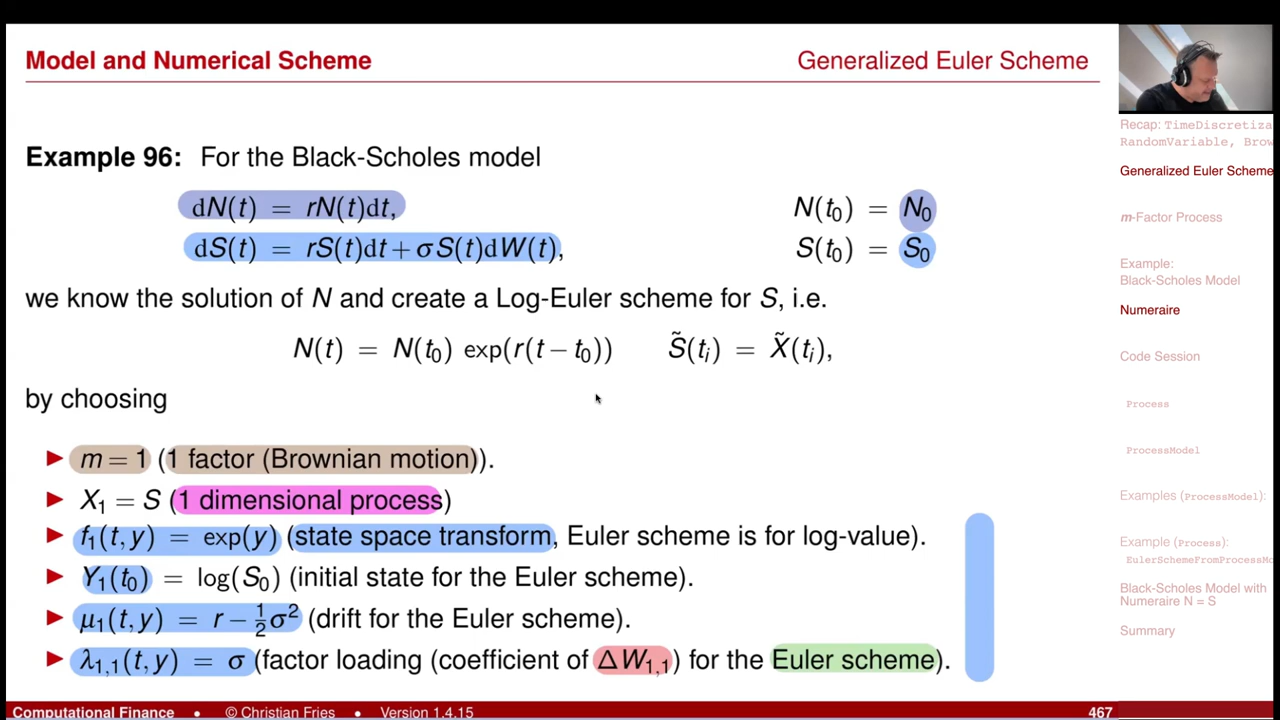 Model and Numerical Scheme
Generalized Euler Scheme
Example 96: For the Black-Scholes model
dN(t) = rN(t)dt, N(t₀) = N₀
dS(t) = rS(t)dt + σS(t)dW(t), S(t₀) = S₀
we know the solution of N and create a Log-Euler scheme for S, i.e.
N(t) = N(t₀) exp(r(t − t₀)) S̃(tᵢ) = X̃(tᵢ),
by choosing
▶ m = 1 (1 factor (Brownian motion)).
▶ X₁ = S (1 dimensional process)
▶ f₁(t,y) = exp(y) (state space transform, Euler scheme is for log-value).
▶ Y₁(t₀) = log(S₀) (initial state for the Euler scheme).
▶ μ₁(t,y) = r − ½σ² (drift for the Euler scheme).
▶ λ₁,₁(t,y) = σ (factor loading (coefficient of ΔW₁,₁) for the Euler scheme).
Recap: TimeDiscretiza
RandomVariable, Brow
Generalized Euler Scheme
m-Factor Process
Example:
Black-Scholes Model
Numeraire
Code Session
Process
ProcessModel
Examples (ProcessModel):
Example (Process):
EulerSchemeFromProcessMo
Black-Scholes Model with
Numeraire N = S
Summary
Computational Finance • © Christian Fries • Version 1.4.15 467